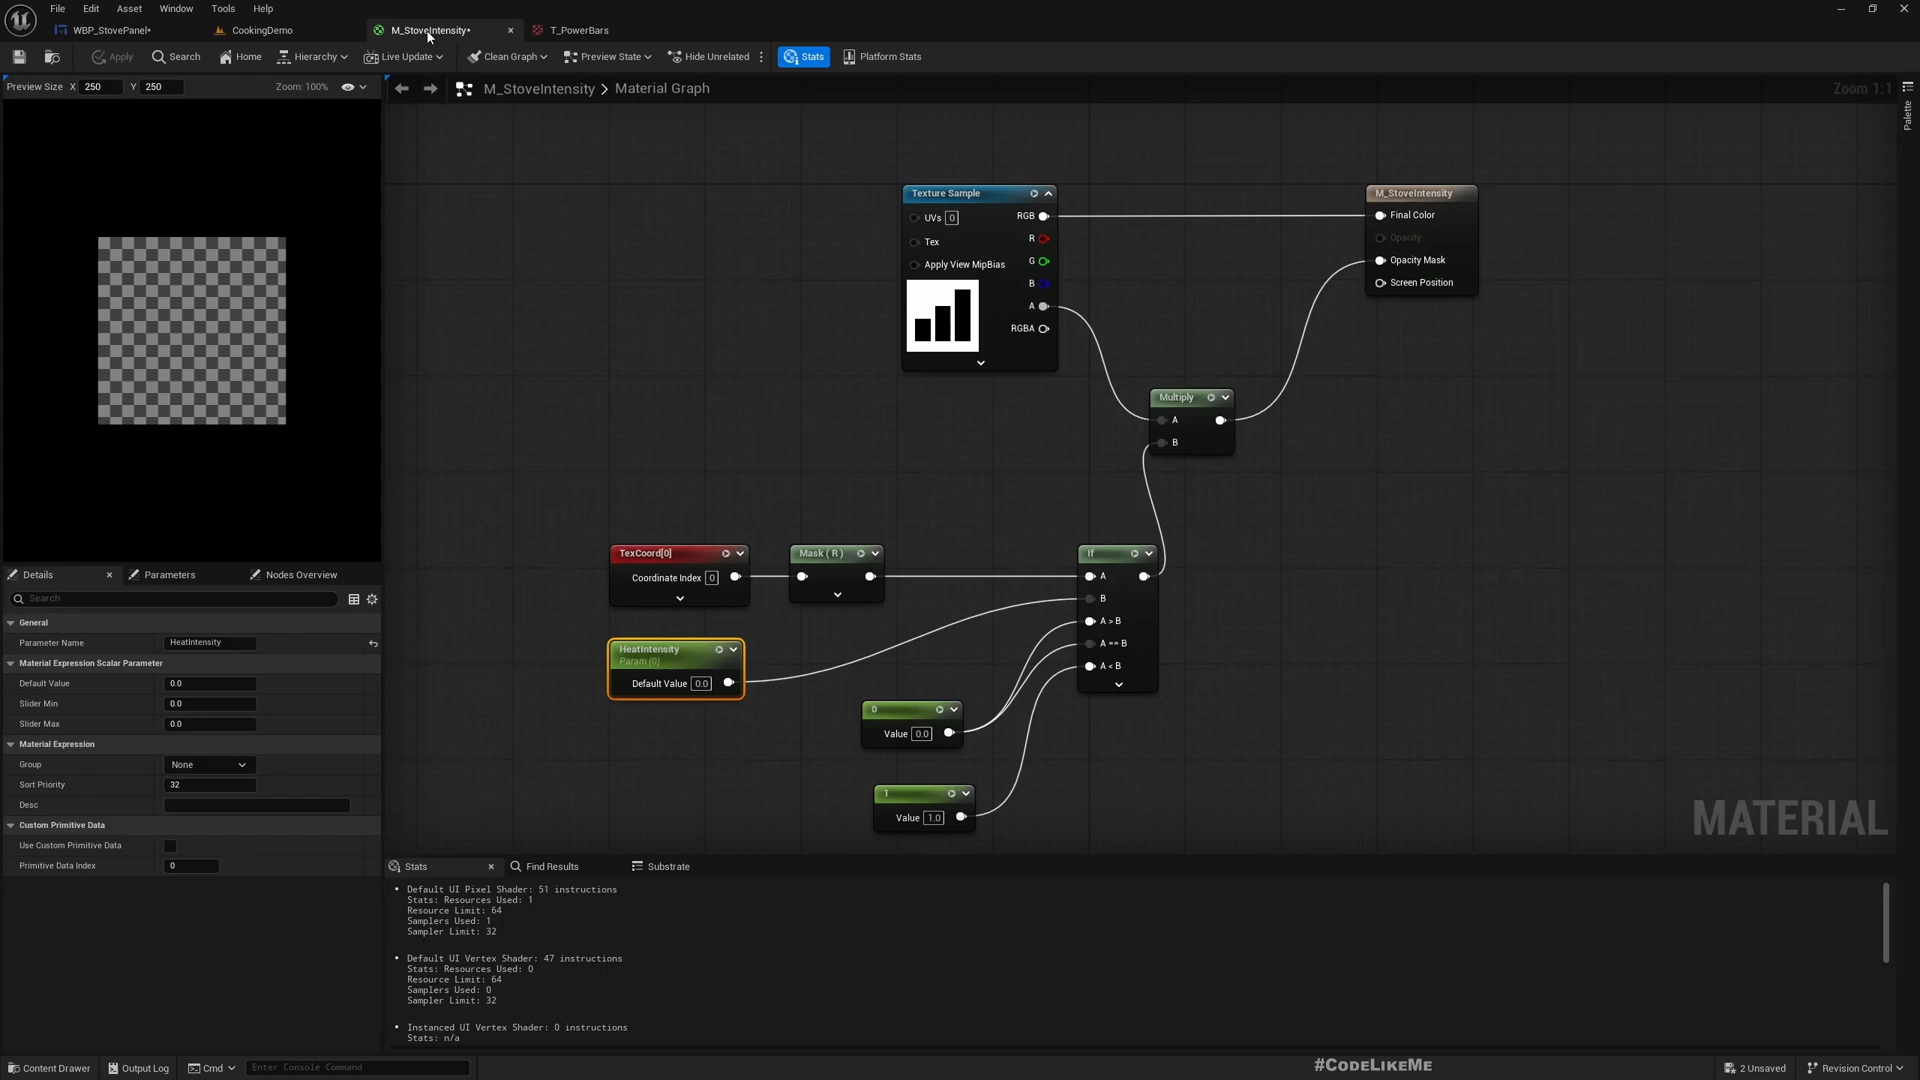 File Edit Asset Window Tools Help
WBP_StovePanel* CookingDemo M_StoveIntensity* T_PowerBars
Apply Search Home Hierarchy Live Update Clean Graph Preview State Hide Unrelated Stats Platform Stats
Preview Size X 250 Y 250 Zoom: 100%
M_StoveIntensity > Material Graph Zoom 1:1
Palette
Texture Sample
UVs 0 RGB
R
Tex
G
Apply View MipBias
B
A
RGBA
M_StoveIntensity
Final Color
Opacity
Opacity Mask
Screen Position
Multiply
A
B
TexCoord[0]
Coordinate Index 0
Mask ( R )
If
A
B
A > B
A == B
A < B
HeatIntensity
Param (0)
Default Value 0.0
0
Value 0.0
1
Value 1.0
MATERIAL
Details Parameters Nodes Overview
Search
General
Parameter Name HeatIntensity
Material Expression Scalar Parameter
Default Value 0.0
Slider Min 0.0
Slider Max 0.0
Material Expression
Group None
Sort Priority 32
Desc
Custom Primitive Data
Use Custom Primitive Data
Primitive Data Index 0
Stats Find Results Substrate
Default UI Pixel Shader: 51 instructions
Stats: Resources Used: 1
Resource Limit: 64
Samplers Used: 1
Sampler Limit: 32
Default UI Vertex Shader: 47 instructions
Stats: Resources Used: 0
Resource Limit: 64
Samplers Used: 0
Sampler Limit: 32
Instanced UI Vertex Shader: 0 instructions
Stats: n/a
Content Drawer Output Log Cmd Enter Console Command #CODELIKEME 2 Unsaved Revision Control